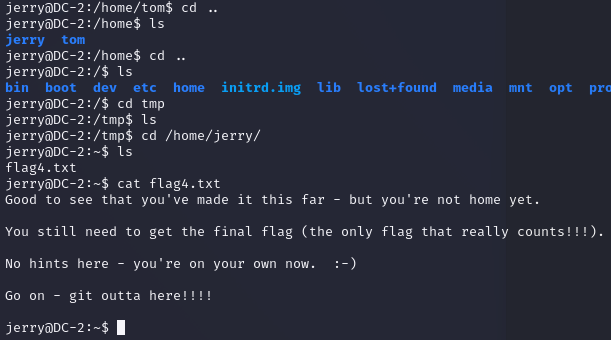 jerry@DC-2:/home/tom$ cd ..
jerry@DC-2:/home$ ls
jerry  tom
jerry@DC-2:/home$ cd ..
jerry@DC-2:/$ ls
bin  boot  dev  etc  home  initrd.img  lib  lost+found  media  mnt  opt  pro
jerry@DC-2:/$ cd tmp
jerry@DC-2:/tmp$ ls
jerry@DC-2:/tmp$ cd /home/jerry/
jerry@DC-2:~$ ls
flag4.txt
jerry@DC-2:~$ cat flag4.txt
Good to see that you've made it this far - but you're not home yet.
You still need to get the final flag (the only flag that really counts!!!).
No hints here - you're on your own now.  :-)
Go on - git outta here!!!!
jerry@DC-2:~$